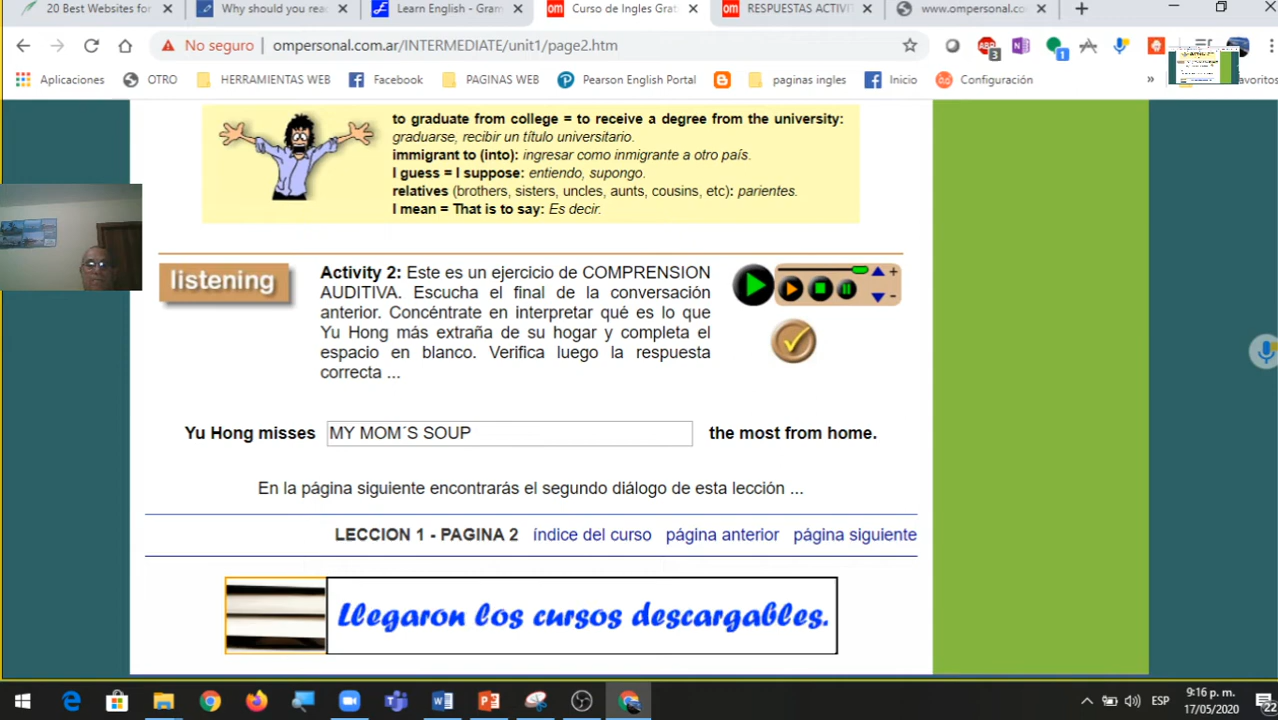 20 Best Websites for
Why should you rea
Learn English - Gram
Curso de Ingles Grat
RESPUESTAS ACTIVI
www.ompersonal.co
No seguro
ompersonal.com.ar/INTERMEDIATE/unit1/page2.htm
3
1
Aplicaciones
OTRO
HERRAMIENTAS WEB
Facebook
PAGINAS WEB
Pearson English Portal
paginas ingles
Inicio
Configuración
»
to graduate from college = to receive a degree from the university:
graduarse, recibir un título universitario.
immigrant to (into): ingresar como inmigrante a otro país.
I guess = I suppose: entiendo, supongo.
relatives (brothers, sisters, uncles, aunts, cousins, etc): parientes.
I mean = That is to say: Es decir.
listening
Activity 2: Este es un ejercicio de COMPRENSION
AUDITIVA. Escucha el final de la conversación
anterior. Concéntrate en interpretar qué es lo que
Yu Hong más extraña de su hogar y completa el
espacio en blanco. Verifica luego la respuesta
correcta ...
+
-
Yu Hong misses MY MOM´S SOUP the most from home.
En la página siguiente encontrarás el segundo diálogo de esta lección ...
LECCION 1 - PAGINA 2 índice del curso página anterior página siguiente
Llegaron los cursos descargables.
ESP
9:16 p. m.
17/05/2020
22